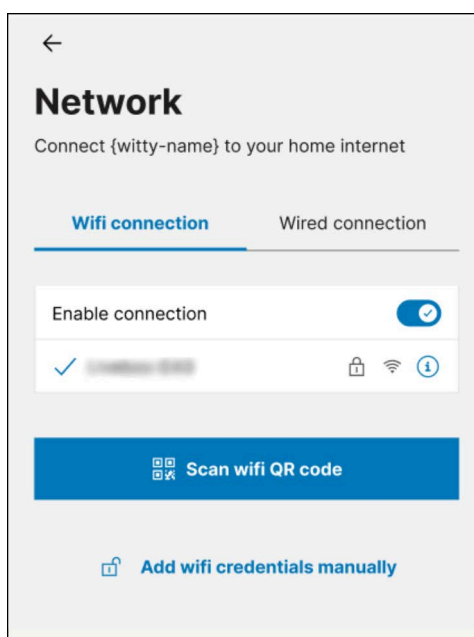 Network
Connect {witty-name} to your home internet
Wifi connection
Wired connection
Enable connection
Scan wifi QR code
Add wifi credentials manually